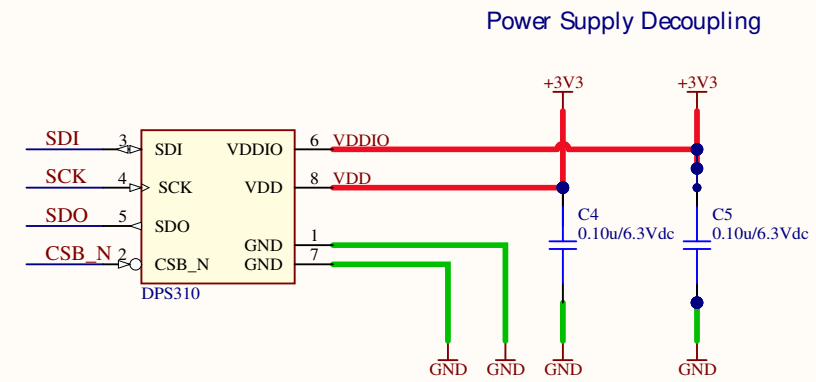 Power Supply Decoupling
+3V3
+3V3
SDI
3
SDI
VDDIO
6
VDDIO
SCK
4
SCK
VDD
8
VDD
SDO
5
SDO
CSB_N
2
CSB_N
GND
1
GND
7
DPS310
C4
0.10u/6.3Vdc
C5
0.10u/6.3Vdc
GND
GND
GND
GND